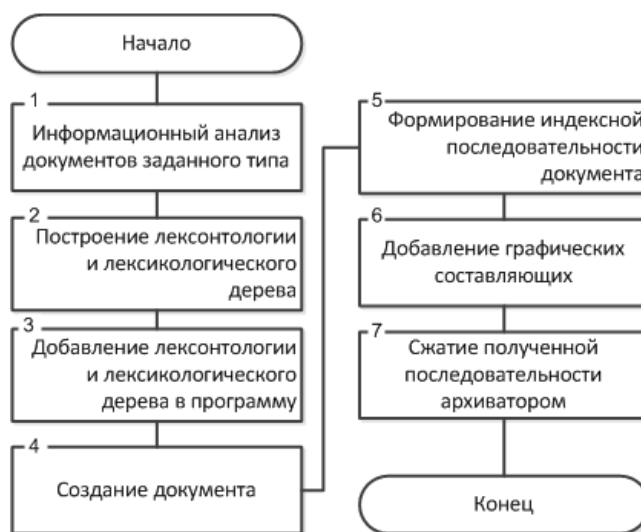 Начало
1
Информационный анализ
документов заданного типа
2
Построение лексонтологии
и лексикологического
дерева
3
Добавление лексонтологии
и лексикологического
дерева в программу
4
Создание документа
5
Формирование индексной
последовательности
документа
6
Добавление графических
составляющих
7
Сжатие полученной
последовательности
архиватором
Конец